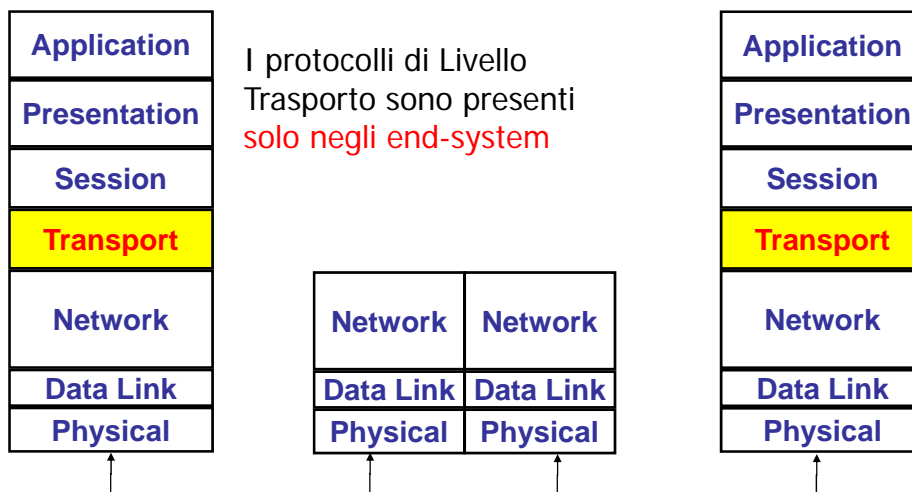 Application
Presentation
Session
Transport
Network
Data Link
Physical
I protocolli di Livello
Trasporto sono presenti
solo negli end-system
Network Network
Data Link Data Link
Physical Physical
Application
Presentation
Session
Transport
Network
Data Link
Physical